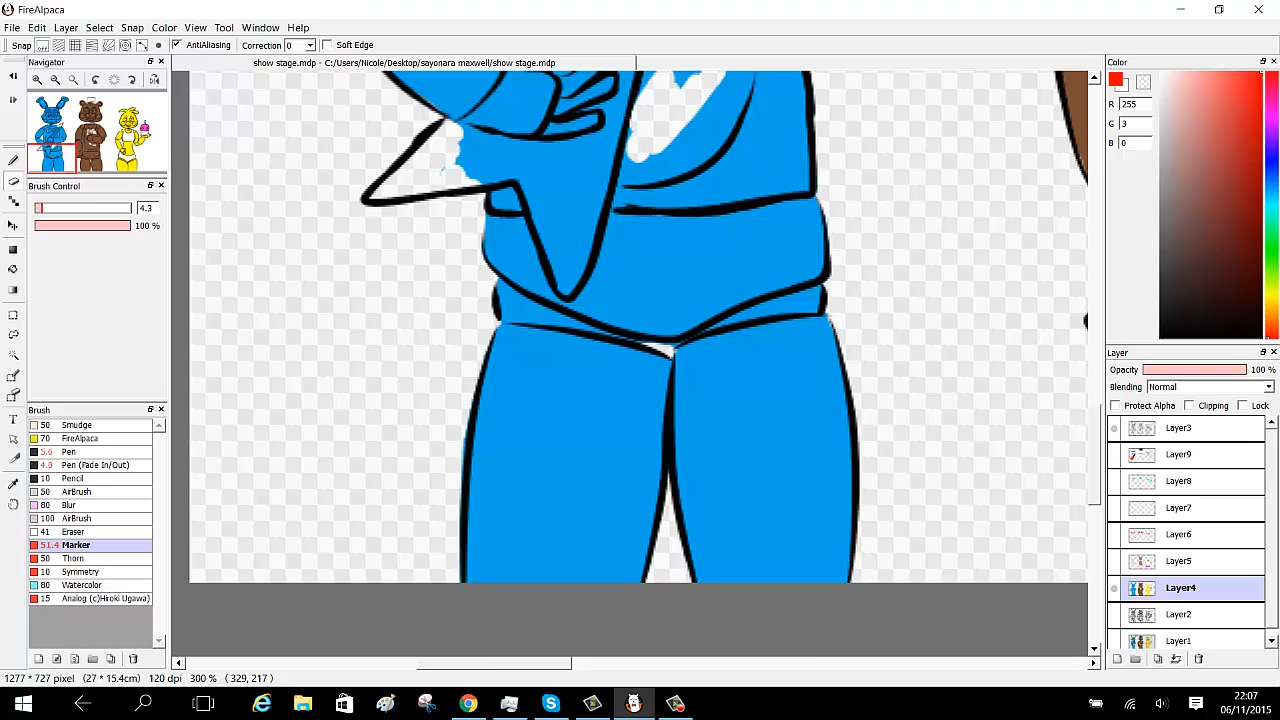 FireAlpaca
File Edit Layer Select Snap Color View Tool Window Help
Snap AntiAliasing Correction 0 Soft Edge
Navigator
show stage.mdp - C:/Users/Nicole/Desktop/sayonara maxwell/show stage.mdp
Color
R 255
G 3
B 0
Brush Control
4.3
100 %
Brush
50 Smudge
70 FireAlpaca
5.6 Pen
4.0 Pen (Fade In/Out)
10 Pencil
50 AirBrush
80 Blur
100 AirBrush
41 Eraser
51.4 Marker
50 Thorn
10 Symmetry
80 Watercolor
15 Analog (c)Hiroki Ugawa)
Layer
Opacity 100 %
Blending Normal
Protect Alpha Clipping Lock
Layer3
Layer9
Layer8
Layer7
Layer6
Layer5
Layer4
Layer2
Layer1
1277 * 727 pixel (27 * 15.4cm) 120 dpi 300 % ( 329, 217 )
22:07
06/11/2015